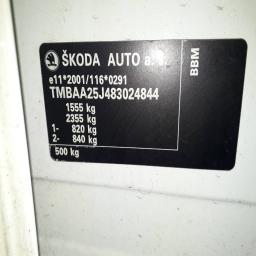 ŠKODA AUTO a.s.
e11*2001/116*0291
TMBAA25J483024844
1555 kg
2355 kg
1- 820 kg
2- 840 kg
500 kg
BBM